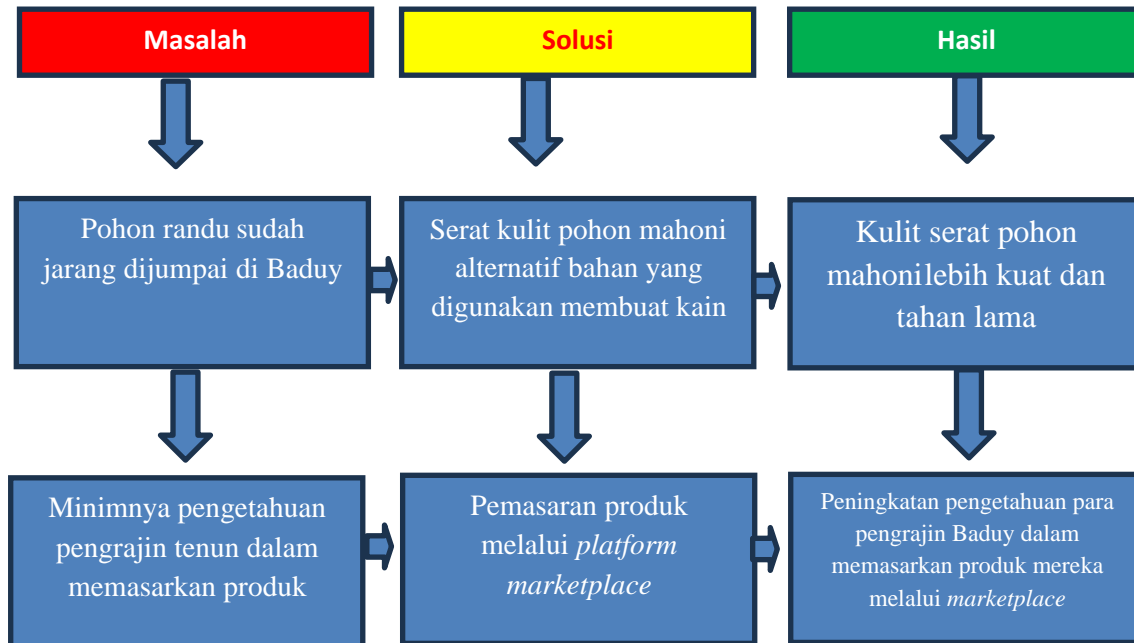 Masalah
Solusi
Hasil
Pohon randu sudah
jarang dijumpai di Baduy
Serat kulit pohon mahoni
alternatif bahan yang
digunakan membuat kain
Kulit serat pohon
mahonilebih kuat dan
tahan lama
Minimnya pengetahuan
pengrajin tenun dalam
memasarkan produk
Pemasaran produk
melalui platform
marketplace
Peningkatan pengetahuan para
pengrajin Baduy dalam
memasarkan produk mereka
melalui marketplace